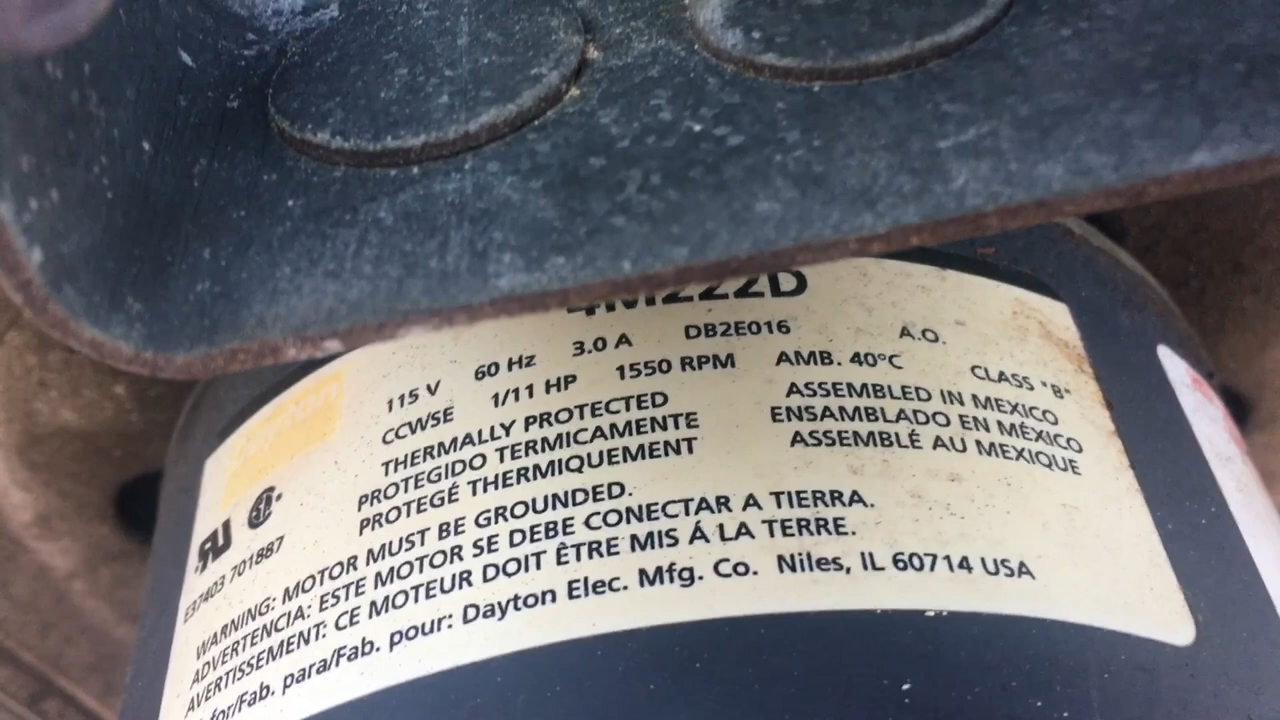 4M222D
115 V 60 Hz 3.0 A DB2E016 A.O.
CCWSE 1/11 HP 1550 RPM AMB. 40°C CLASS "B"
THERMALLY PROTECTED ASSEMBLED IN MEXICO
PROTEGIDO TERMICAMENTE ENSAMBLADO EN MÉXICO
PROTEGÉ THERMIQUEMENT ASSEMBLÉ AU MEXIQUE
E37403 701887
WARNING: MOTOR MUST BE GROUNDED.
ADVERTENCIA: ESTE MOTOR SE DEBE CONECTAR A TIERRA.
AVERTISSEMENT: CE MOTEUR DOIT ÊTRE MIS Á LA TERRE.
for/Fab. para/Fab. pour: Dayton Elec. Mfg. Co. Niles, IL 60714 USA